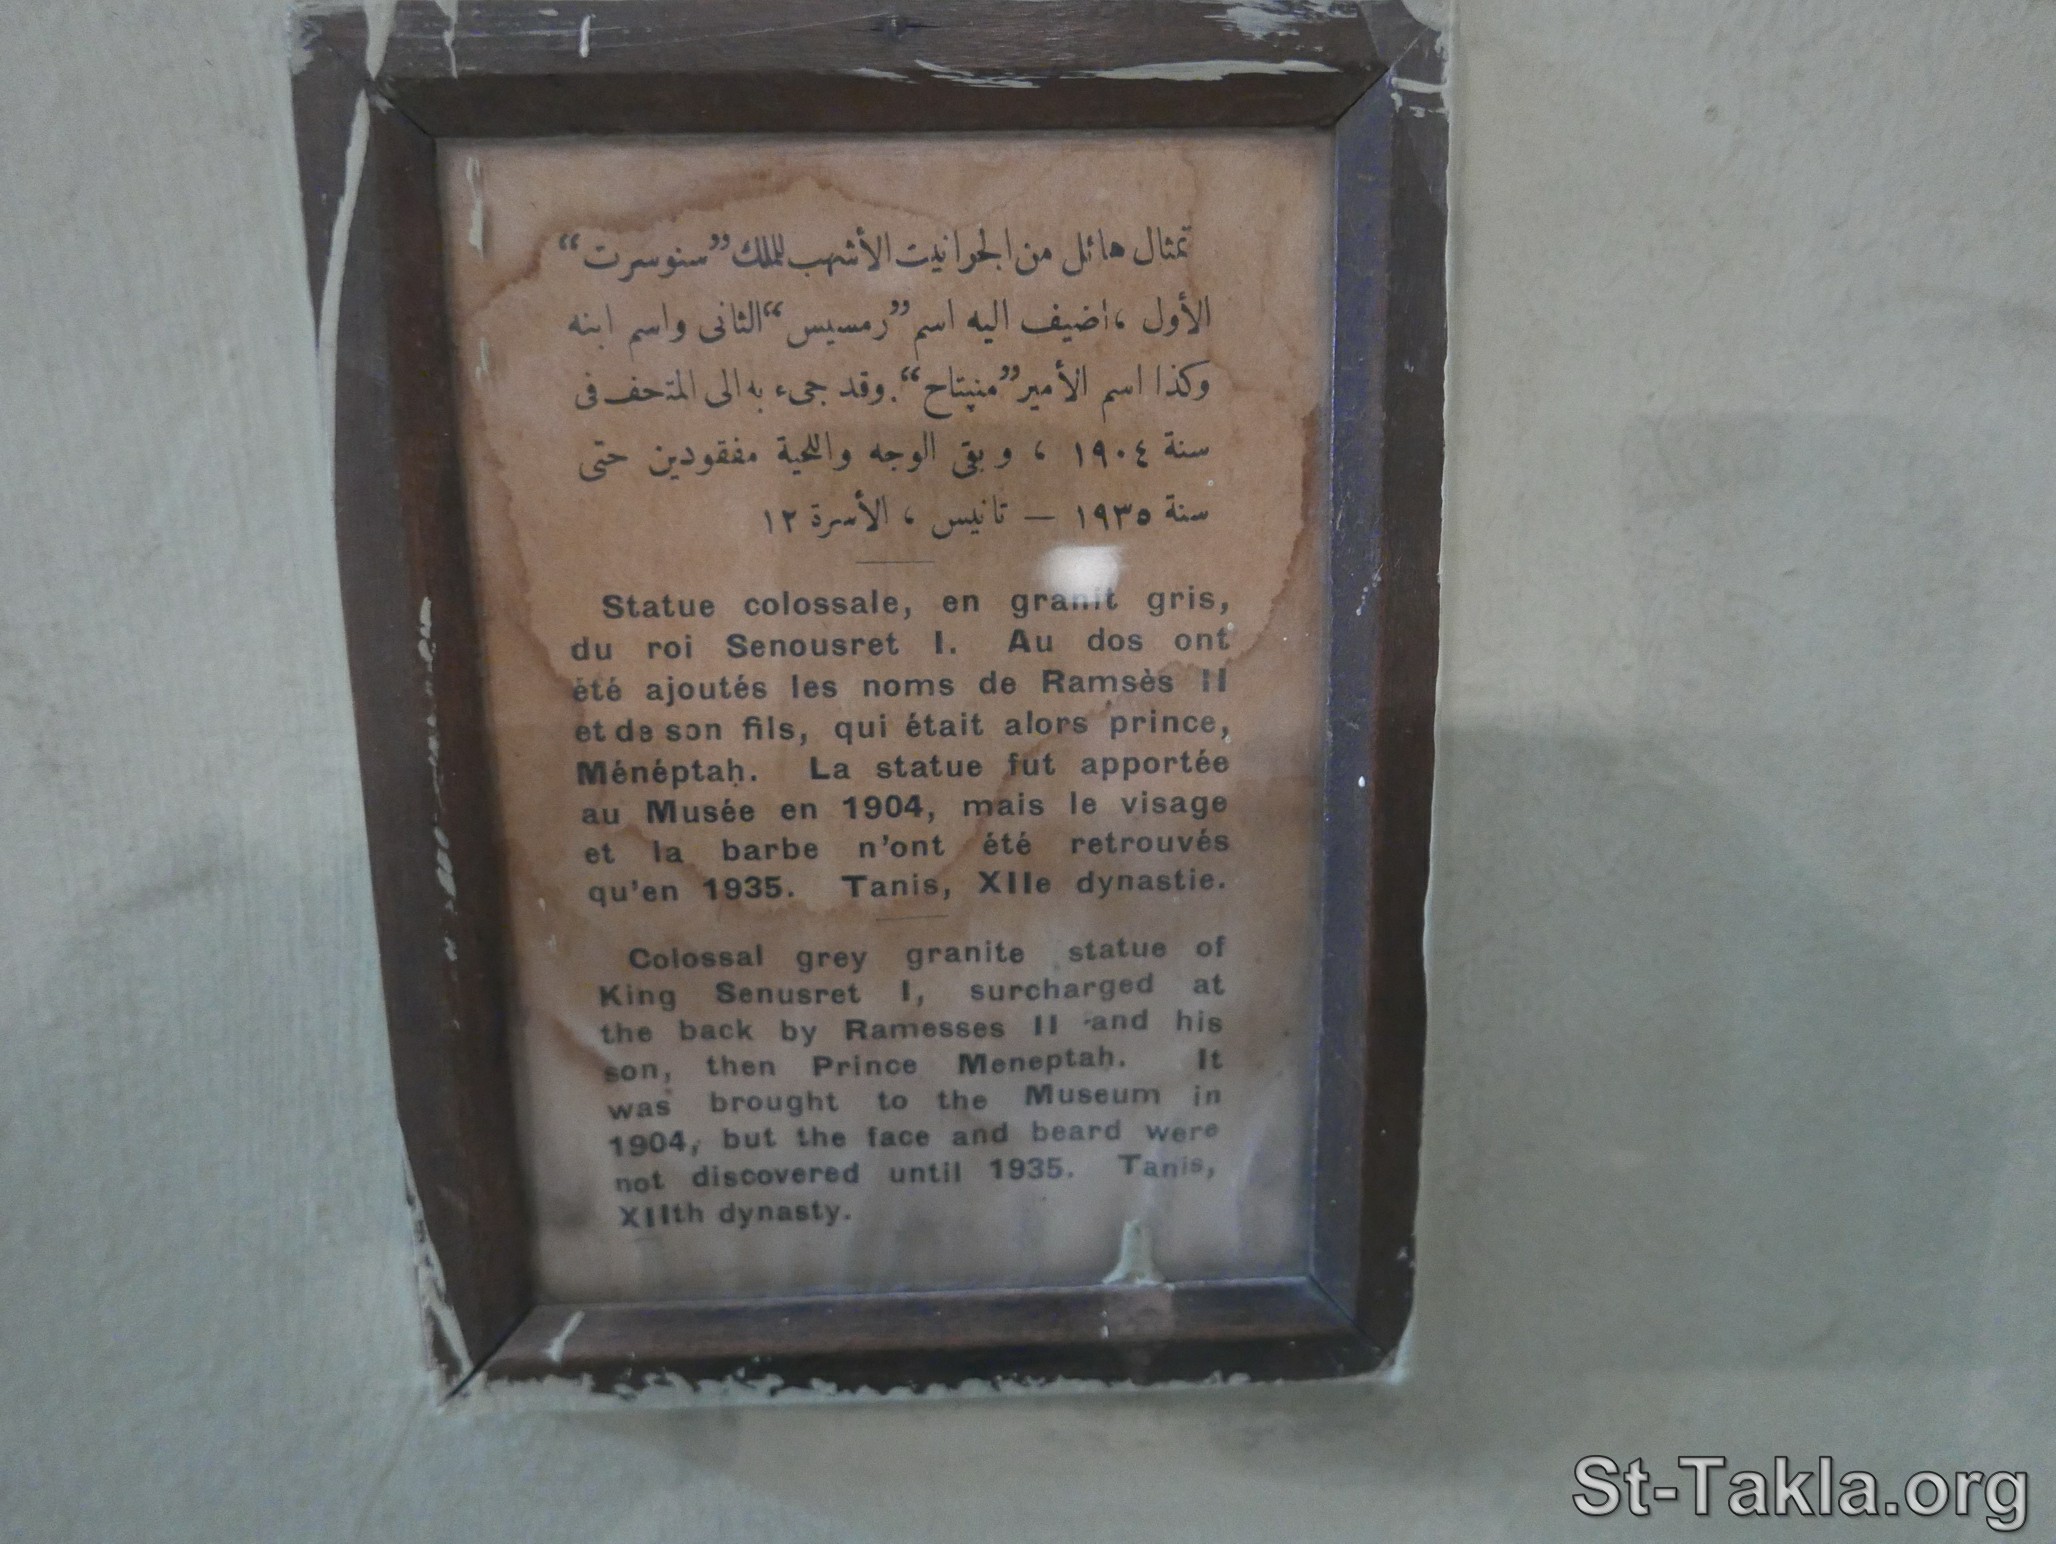 تمثال هائل من الجرانيت الأشهب للملك ”سنوسرت“
الأول ، اضيف اليه اسم ”رمسيس“ الثانى واسم ابنه
وكذا اسم الأمير ”منپتاح“. وقد جىء به الى المتحف فى
سنة ١٩٠٤ ، وبقى الوجه واللحية مفقودين حتى
سنة ١٩٣٥ — تانيس ، الأسرة ١٢
Statue colossale, en granit gris,
du roi Senousret I. Au dos ont
été ajoutés les noms de Ramsès II
et de son fils, qui était alors prince,
Ménéptaḥ. La statue fut apportée
au Musée en 1904, mais le visage
et la barbe n'ont été retrouvés
qu'en 1935. Tanis, XIIe dynastie.
Colossal grey granite statue of
King Senusret I, surcharged at
the back by Ramesses II and his
son, then Prince Meneptaḥ. It
was brought to the Museum in
1904, but the face and beard were
not discovered until 1935. Tanis,
XIIth dynasty.
St-Takla.org